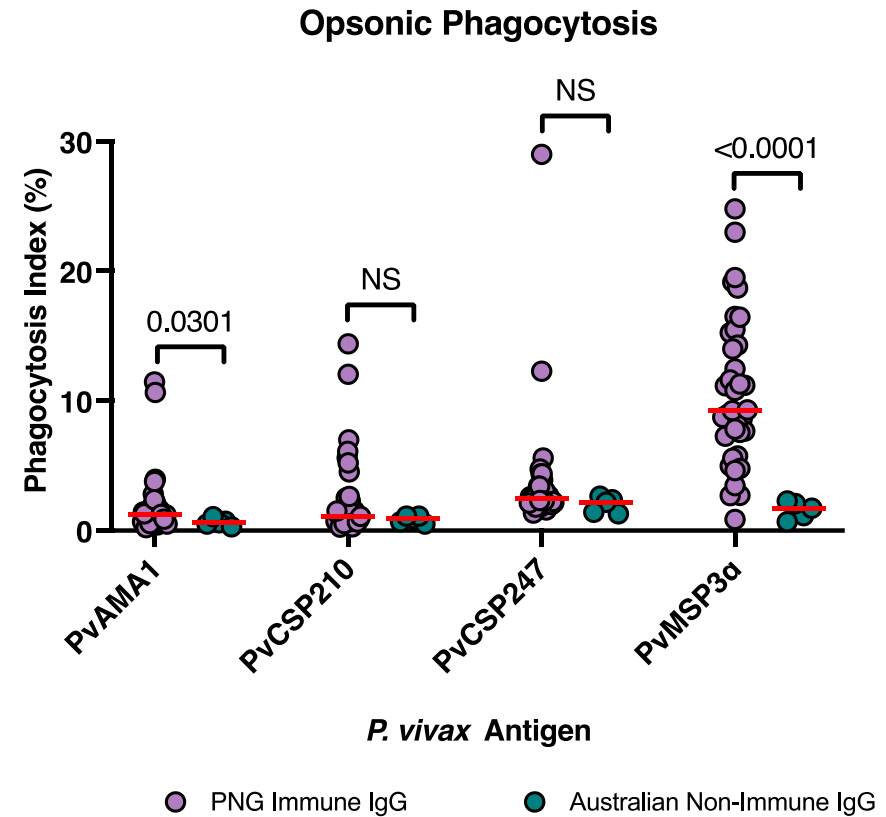 Opsonic Phagocytosis
NS
<0.0001
NS
0.0301
Phagocytosis Index (%)
30
20
10
0
PvAMA1
PvCSP210
PvCSP247
PvMSP3α
P. vivax Antigen
PNG Immune IgG
Australian Non-Immune IgG